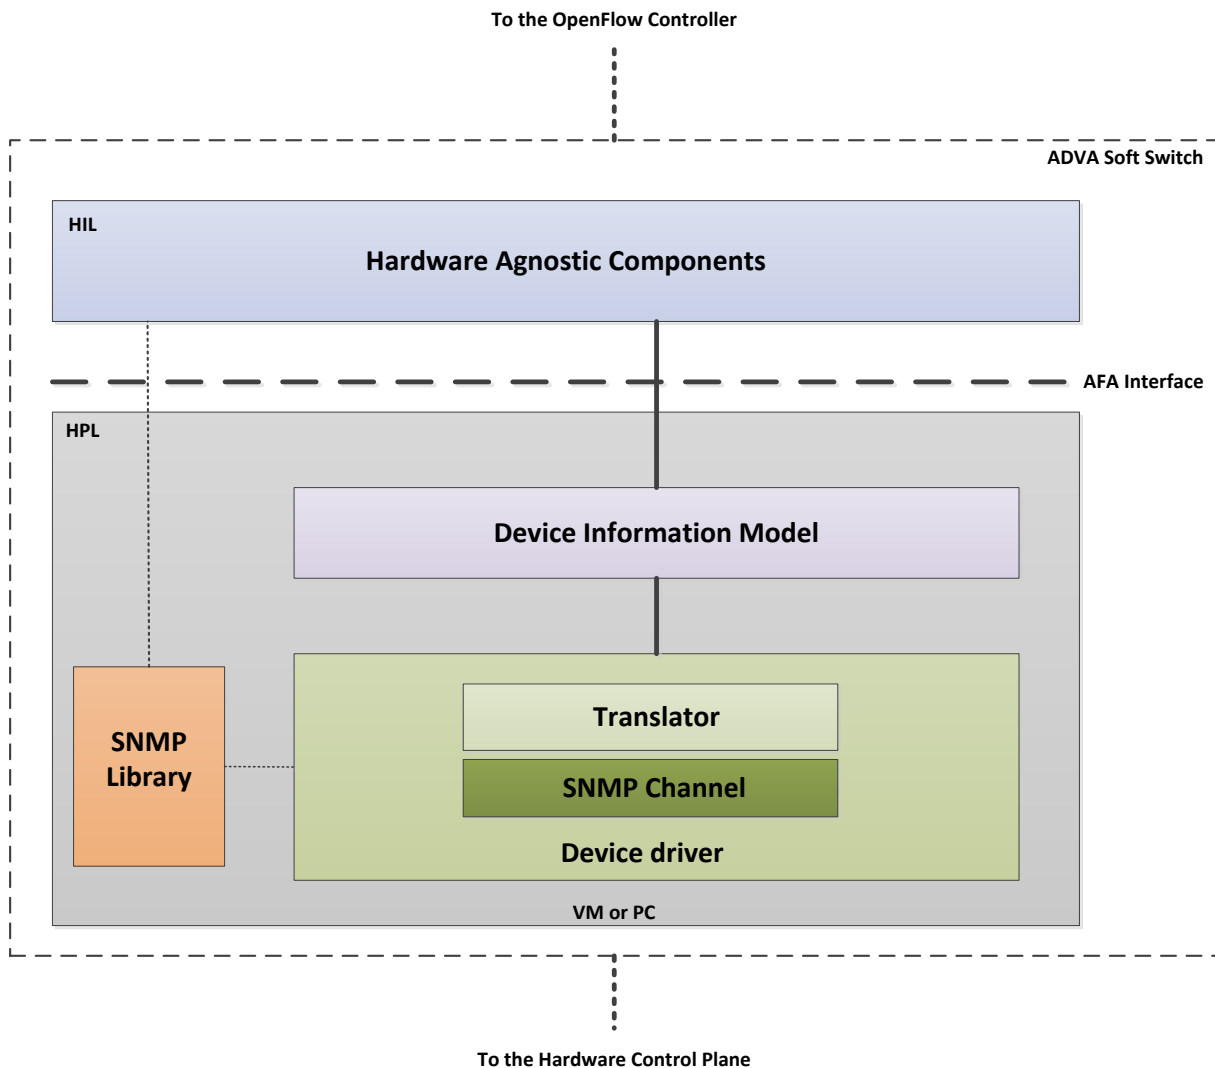 To the OpenFlow Controller
ADVA Soft Switch
HIL
Hardware Agnostic Components
AFA Interface
HPL
Device Information Model
Translator
SNMP
Library
SNMP Channel
Device driver
VM or PC
To the Hardware Control Plane